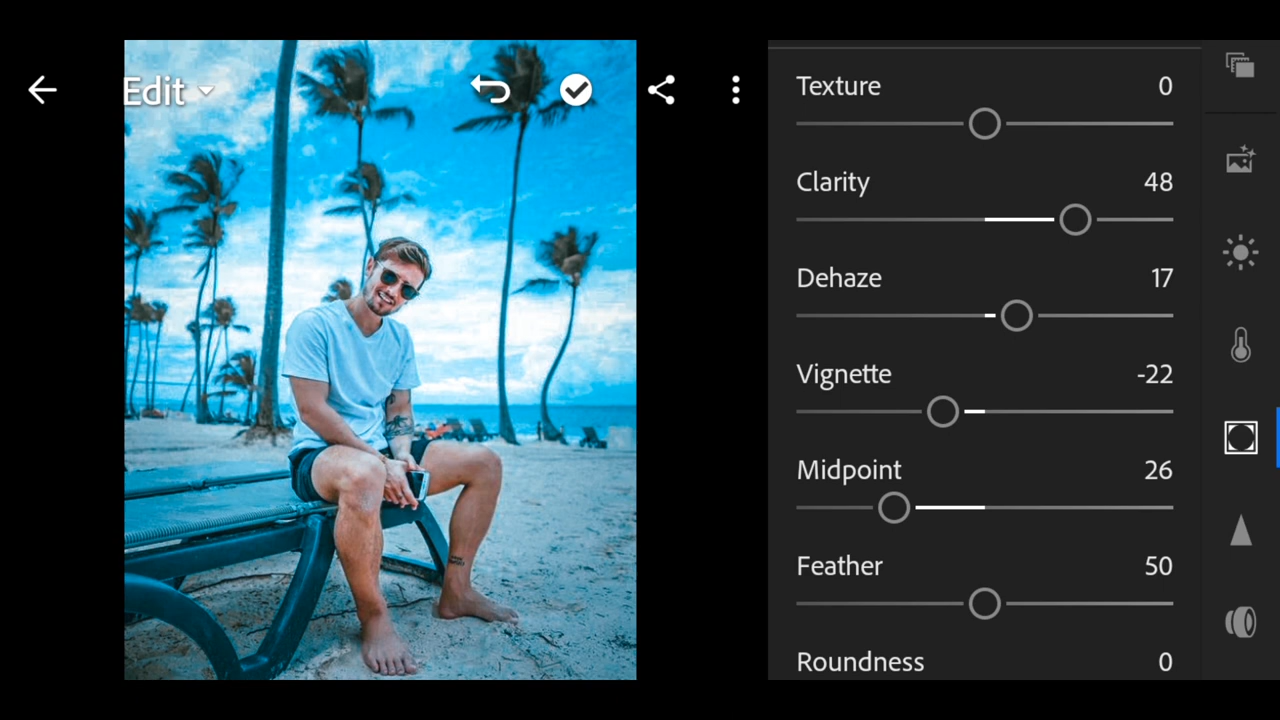 Edit
Texture 0
Clarity 48
Dehaze 17
Vignette -22
Midpoint 26
Feather 50
Roundness 0